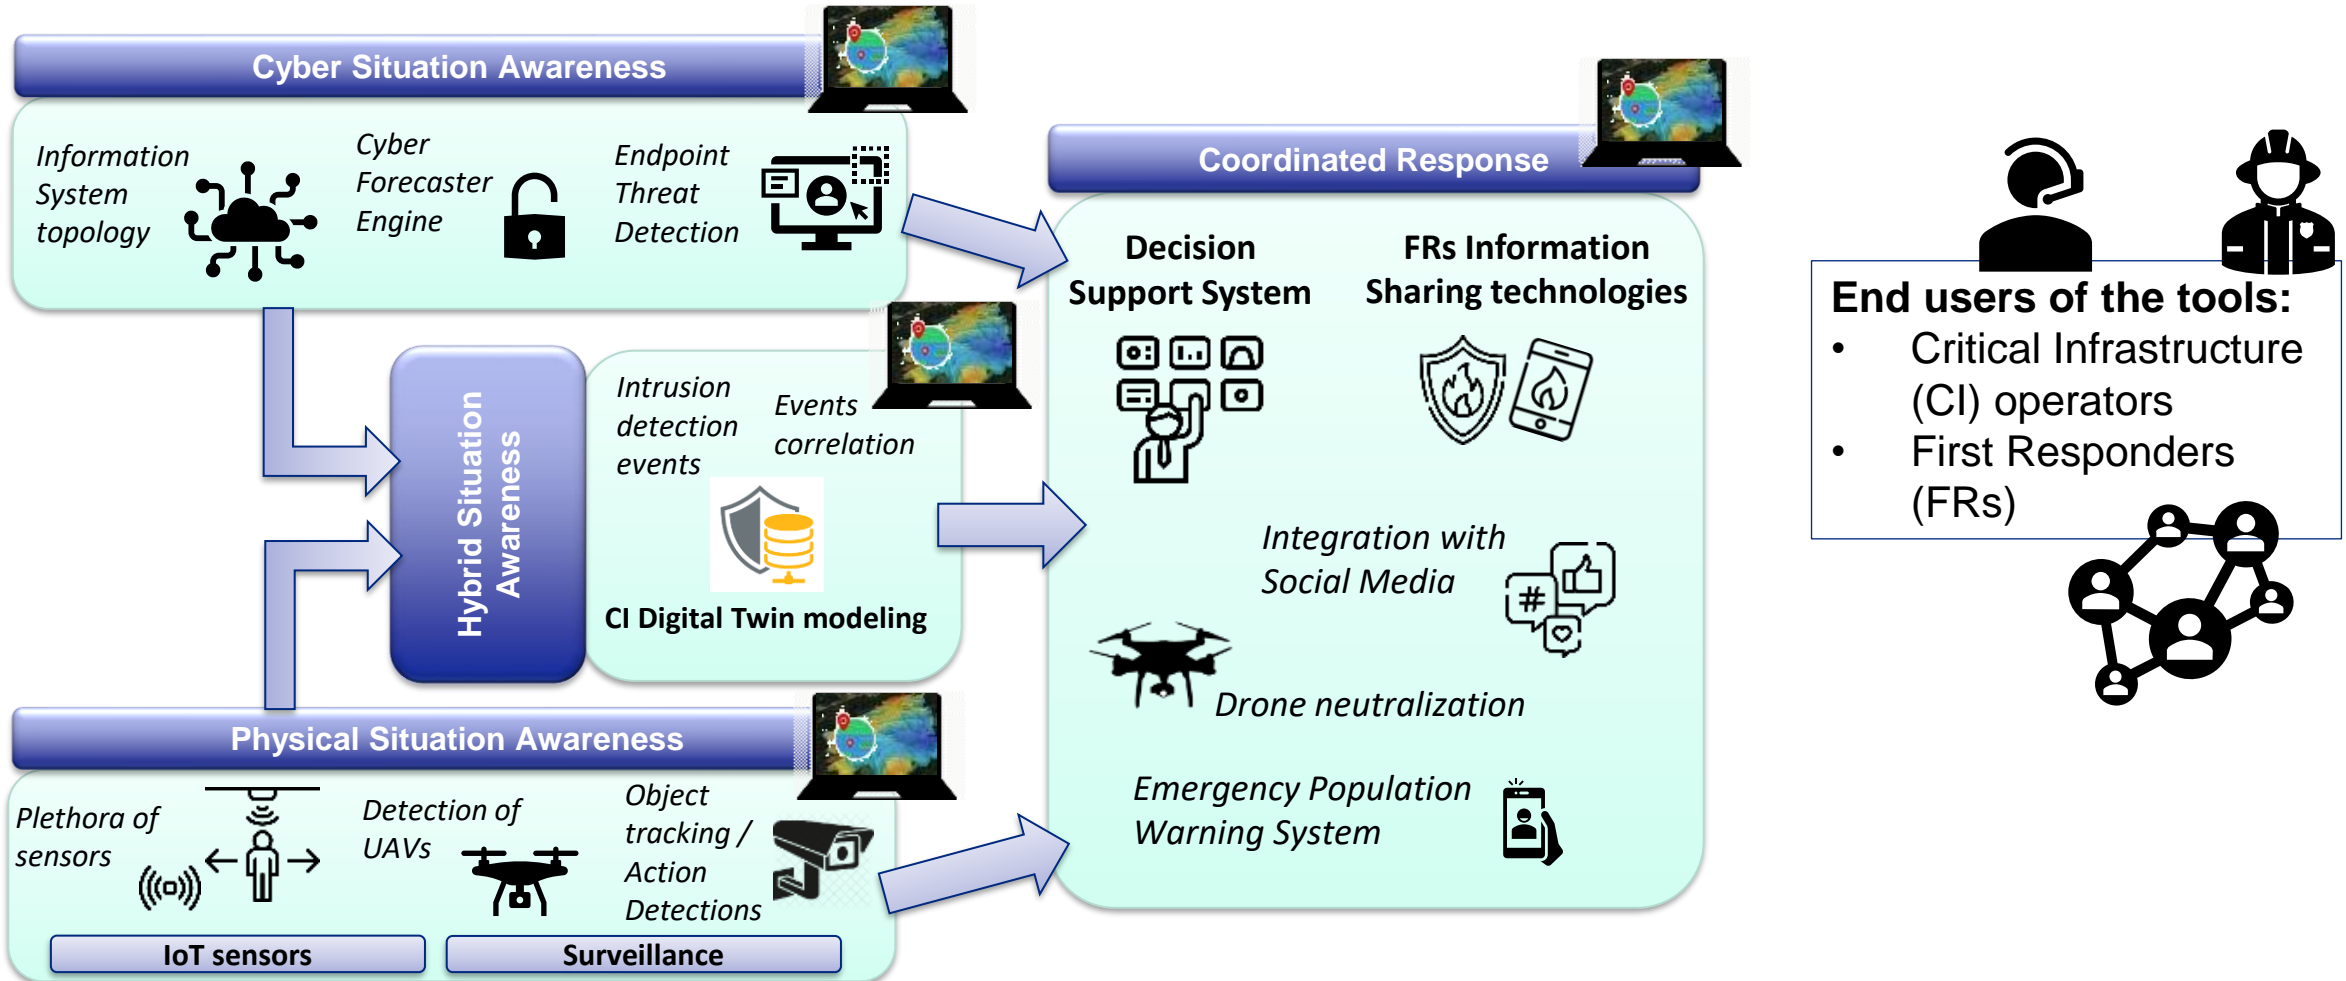 Cyber Situation Awareness
Information
System
topology
Cyber
Forecaster
Engine
Endpoint
Threat
Detection
Hybrid Situation
Awareness
Intrusion
detection
events
Events
correlation
CI Digital Twin modeling
Physical Situation Awareness
Plethora of
sensors
Detection of
UAVs
Object
tracking /
Action
Detections
IoT sensors
Surveillance
Coordinated Response
Decision
Support System
FRs Information
Sharing technologies
Integration with
Social Media
#
Drone neutralization
Emergency Population
Warning System
End users of the tools:
• Critical Infrastructure
(CI) operators
• First Responders
(FRs)